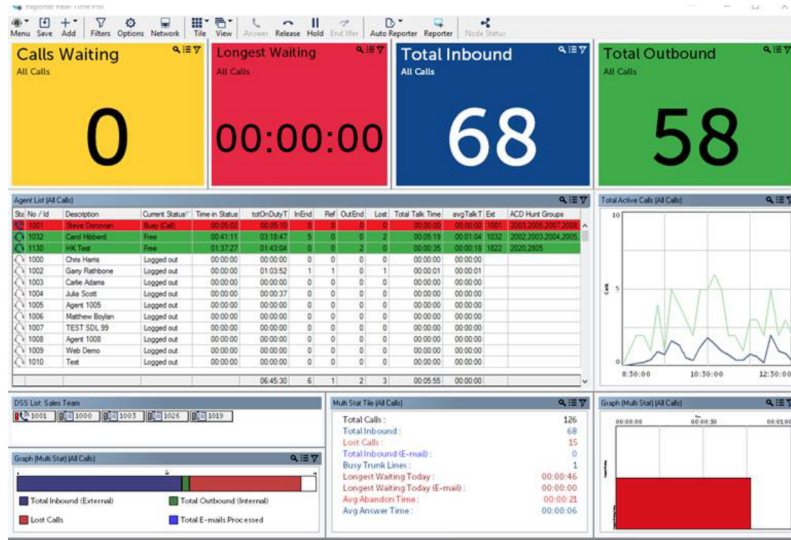 Reporter Real-Time Pro
Menu Save Add Filters Options Network Tile View Answer Release Hold End Xfer Auto Reporter Reporter Node Status
Calls Waiting
All Calls
0
Longest Waiting
All Calls
00:00:00
Total Inbound
All Calls
68
Total Outbound
All Calls
58
Agent List (All Calls)
Sta No / Id Description Current Status Time in Status totOnDutyT InEnd Ref OutEnd Lost Total Talk Time avgTalkT Ext ACD Hunt Groups
1001 Steve Donovan Busy (Call) 00:05:02 00:05:10 0 0 0 0 00:00:00 00:00:00 1001 2003,2005,2007,2008,
1032 Carol Hibberd Free 00:41:11 03:18:47 5 0 0 2 00:05:19 00:01:04 1032 2002,2003,2004,2005,
1130 HK Test Free 01:37:27 01:43:04 0 0 2 0 00:00:35 00:00:18 1822 2020,2805
1000 Chris Harris Logged out 00:00:00 00:00:00 0 0 0 0 00:00:00 00:00:00
1002 Garry Rathbone Logged out 00:00:00 01:03:52 1 1 0 1 00:00:01 00:00:01
1003 Carlie Adams Logged out 00:00:00 00:00:00 0 0 0 0 00:00:00 00:00:00
1004 Julia Scott Logged out 00:00:00 00:00:37 0 0 0 0 00:00:00 00:00:00
1005 Agent 1005 Logged out 00:00:00 00:00:00 0 0 0 0 00:00:00 00:00:00
1006 Matthew Boylan Logged out 00:00:00 00:00:00 0 0 0 0 00:00:00 00:00:00
1007 TEST SDL 99 Logged out 00:00:00 00:00:00 0 0 0 0 00:00:00 00:00:00
1008 Agent 1008 Logged out 00:00:00 00:00:00 0 0 0 0 00:00:00 00:00:00
1009 Web Demo Logged out 00:00:00 00:00:00 0 0 0 0 00:00:00 00:00:00
1010 Test Logged out 00:00:00 00:00:00 0 0 0 0 00:00:00 00:00:00
06:45:30 6 1 2 3 00:05:55 00:00:00
Total Active Calls (All Calls)
10
Calls
5
0
8:30:00 10:30:00 12:30:00
DSS List: Sales Team
1001 1000 1003 1026 1019
Graph (Multi Stat) (All Calls)
Total Inbound (External) Total Outbound (Internal)
Lost Calls Total E-mails Processed
Multi Stat Tile (All Calls)
Total Calls : 126
Total Inbound : 68
Lost Calls : 15
Total Inbound (E-mail) : 0
Busy Trunk Lines : 1
Longest Waiting Today : 00:00:46
Longest Waiting Today (E-mail) : 00:00:00
Avg Abandon Time : 00:00:21
Avg Answer Time : 00:00:06
Graph (Multi Stat) (All Calls)
00:00:00 00:00:30 00:01:00